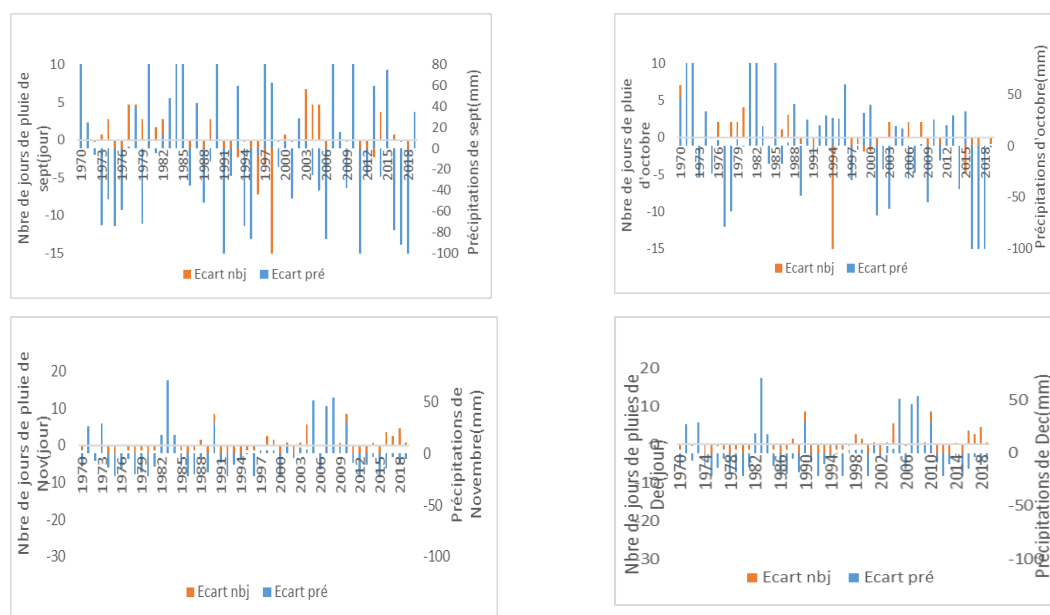 Nbre de jours de pluie de
sept(jour)
10
5
0
-5
-10
-15
1970 1973 1976 1979 1982 1985 1988 1991 1994 1997 2000 2003 2006 2009 2012 2015 2018
80
60
40
20
0
-20
-40
-60
-80
-100
Précipitations de sept(mm)
Ecart nbj Ecart pré
Nbre de jours de pluie
d'octobre
10
5
0
-5
-10
-15
1970 1973 1976 1979 1982 1985 1988 1991 1994 1997 2000 2003 2006 2009 2012 2015 2018
50
0
-50
-100
Précipitations d'octobre(mm)
Ecart nbj Ecart pré
Nbre de jours de pluie de
Nov(jour)
20
10
0
-10
-20
-30
1970 1973 1976 1979 1982 1985 1988 1991 1994 1997 2000 2003 2006 2009 2012 2015 2018
50
0
-50
-100
Précipitations de
Novembre(mm)
Ecart nbj Ecart pré
Nbre de jours de pluies de
Dec(jour)
20
10
0
-10
-20
-30
1970 1974 1978 1982 1986 1990 1994 1998 2002 2006 2010 2014 2018
50
0
-50
-100
Précipitations de Dec(mm)
Ecart nbj Ecart pré